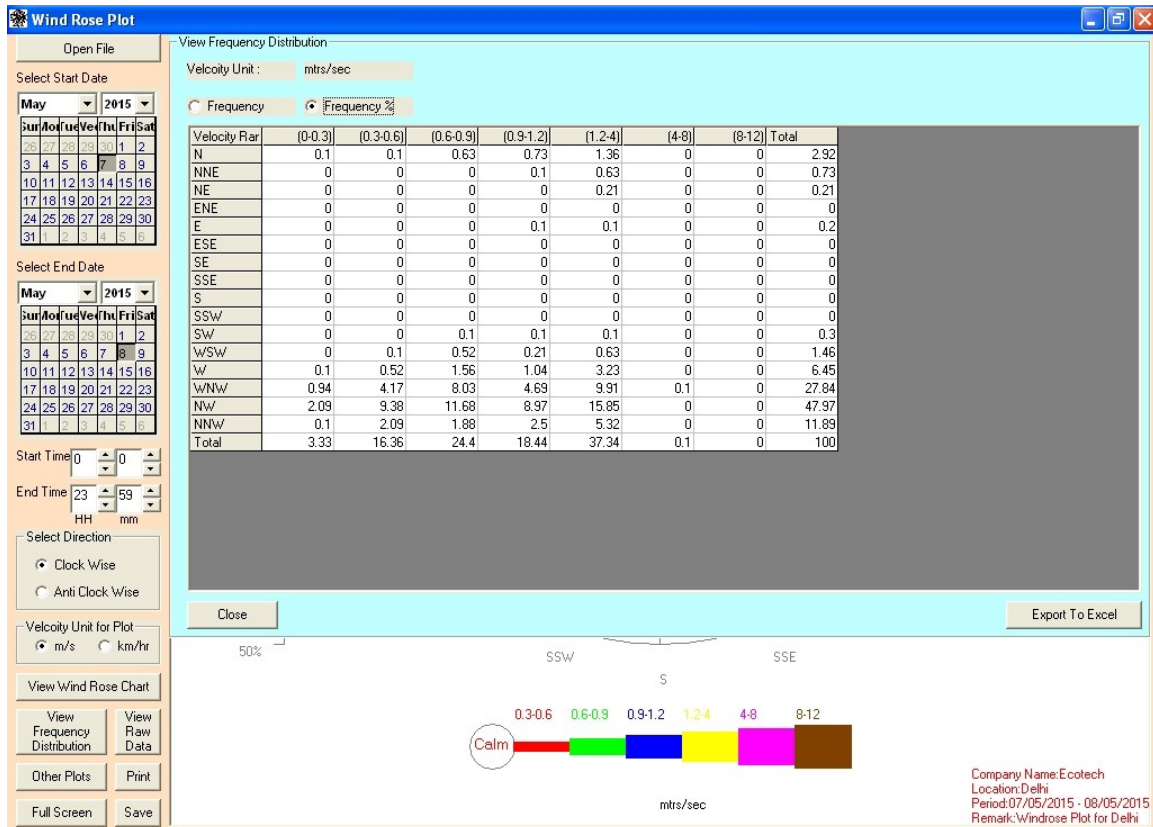 Wind Rose Plot
Open File
Select Start Date
May 2015
Sun Mon Tue Wed Thu Fri Sat
26 27 28 29 30 1 2
3 4 5 6 7 8 9
10 11 12 13 14 15 16
17 18 19 20 21 22 23
24 25 26 27 28 29 30
31 1 2 3 4 5 6
Select End Date
May 2015
Sun Mon Tue Wed Thu Fri Sat
26 27 28 29 30 1 2
3 4 5 6 7 8 9
10 11 12 13 14 15 16
17 18 19 20 21 22 23
24 25 26 27 28 29 30
31 1 2 3 4 5 6
Start Time 0 0
End Time 23 59
HH mm
Select Direction
Clock Wise
Anti Clock Wise
Velcoity Unit for Plot
m/s km/hr
View Wind Rose Chart
View Frequency Distribution
View Raw Data
Other Plots Print
Full Screen Save
View Frequency Distribution
Velcoity Unit : mtrs/sec
Frequency Frequency %
Velocity Rar (0-0.3) (0.3-0.6) (0.6-0.9) (0.9-1.2) (1.2-4) (4-8) (8-12) Total
N 0.1 0.1 0.63 0.73 1.36 0 0 2.92
NNE 0 0 0 0.1 0.63 0 0 0.73
NE 0 0 0 0 0.21 0 0 0.21
ENE 0 0 0 0 0 0 0 0
E 0 0 0 0.1 0.1 0 0 0.2
ESE 0 0 0 0 0 0 0 0
SE 0 0 0 0 0 0 0 0
SSE 0 0 0 0 0 0 0 0
S 0 0 0 0 0 0 0 0
SSW 0 0 0 0 0 0 0 0
SW 0 0 0.1 0.1 0.1 0 0 0.3
WSW 0 0.1 0.52 0.21 0.63 0 0 1.46
W 0.1 0.52 1.56 1.04 3.23 0 0 6.45
WNW 0.94 4.17 8.03 4.69 9.91 0.1 0 27.84
NW 2.09 9.38 11.68 8.97 15.85 0 0 47.97
NNW 0.1 2.09 1.88 2.5 5.32 0 0 11.89
Total 3.33 16.36 24.4 18.44 37.34 0.1 0 100
Close Export To Excel
50% SSW SSE
S
0.3-0.6 0.6-0.9 0.9-1.2 1.2-4 4-8 8-12
Calm
mtrs/sec
Company Name:Ecotech
Location:Delhi
Period:07/05/2015 - 08/05/2015
Remark:Windrose Plot for Delhi